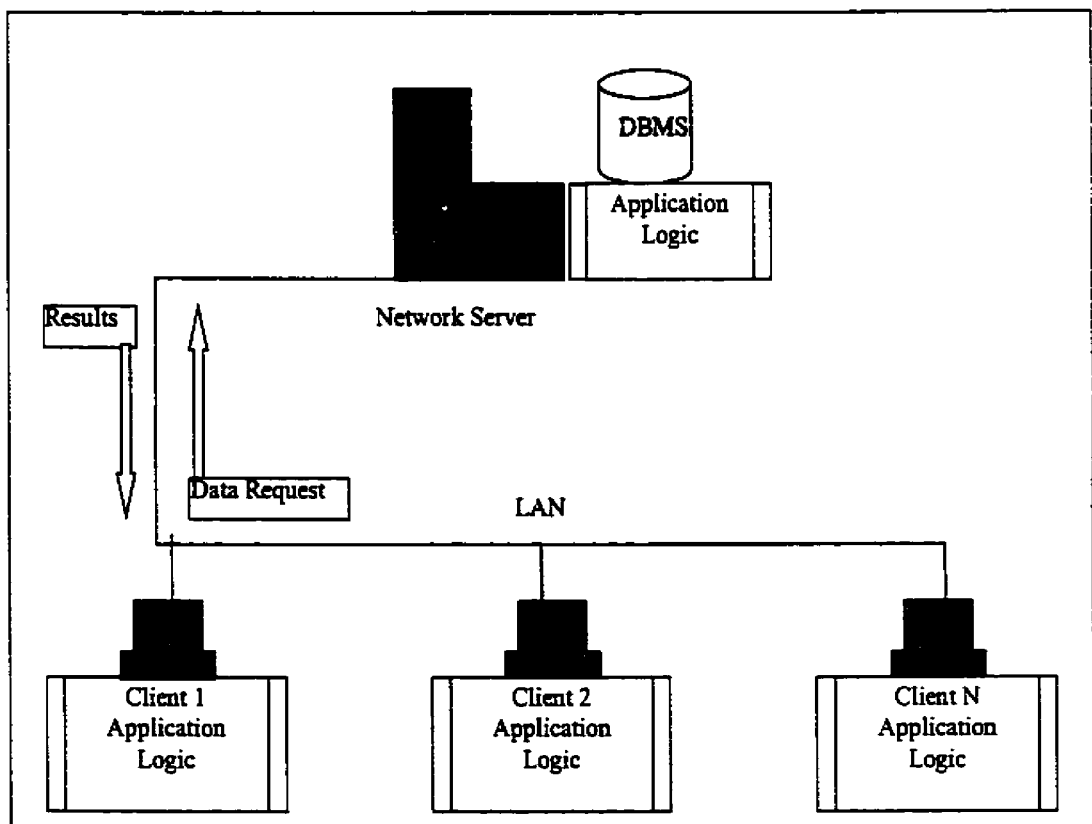 DBMS
Application
Logic
Results
Network Server
Data Request
LAN
Client 1
Application
Logic
Client 2
Application
Logic
Client N
Application
Logic